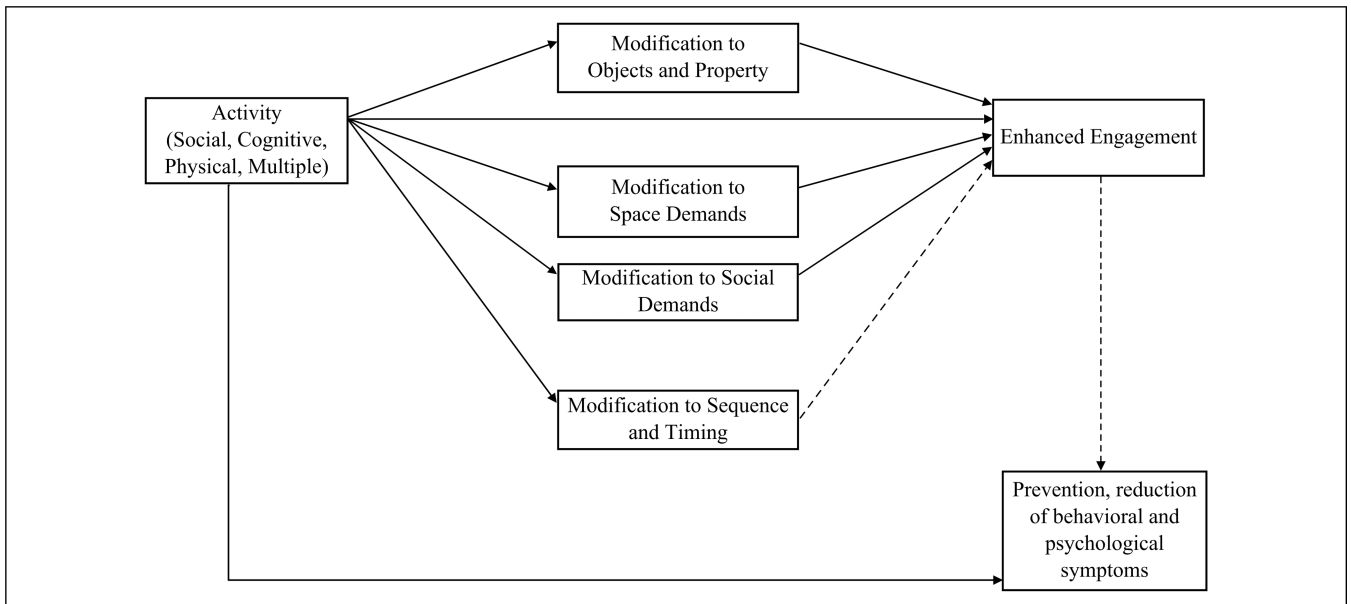 Modification to
Objects and Property
Activity
(Social, Cognitive,
Physical, Multiple)
Enhanced Engagement
Modification to
Space Demands
Modification to Social
Demands
Modification to Sequence
and Timing
Prevention, reduction
of behavioral and
psychological
symptoms